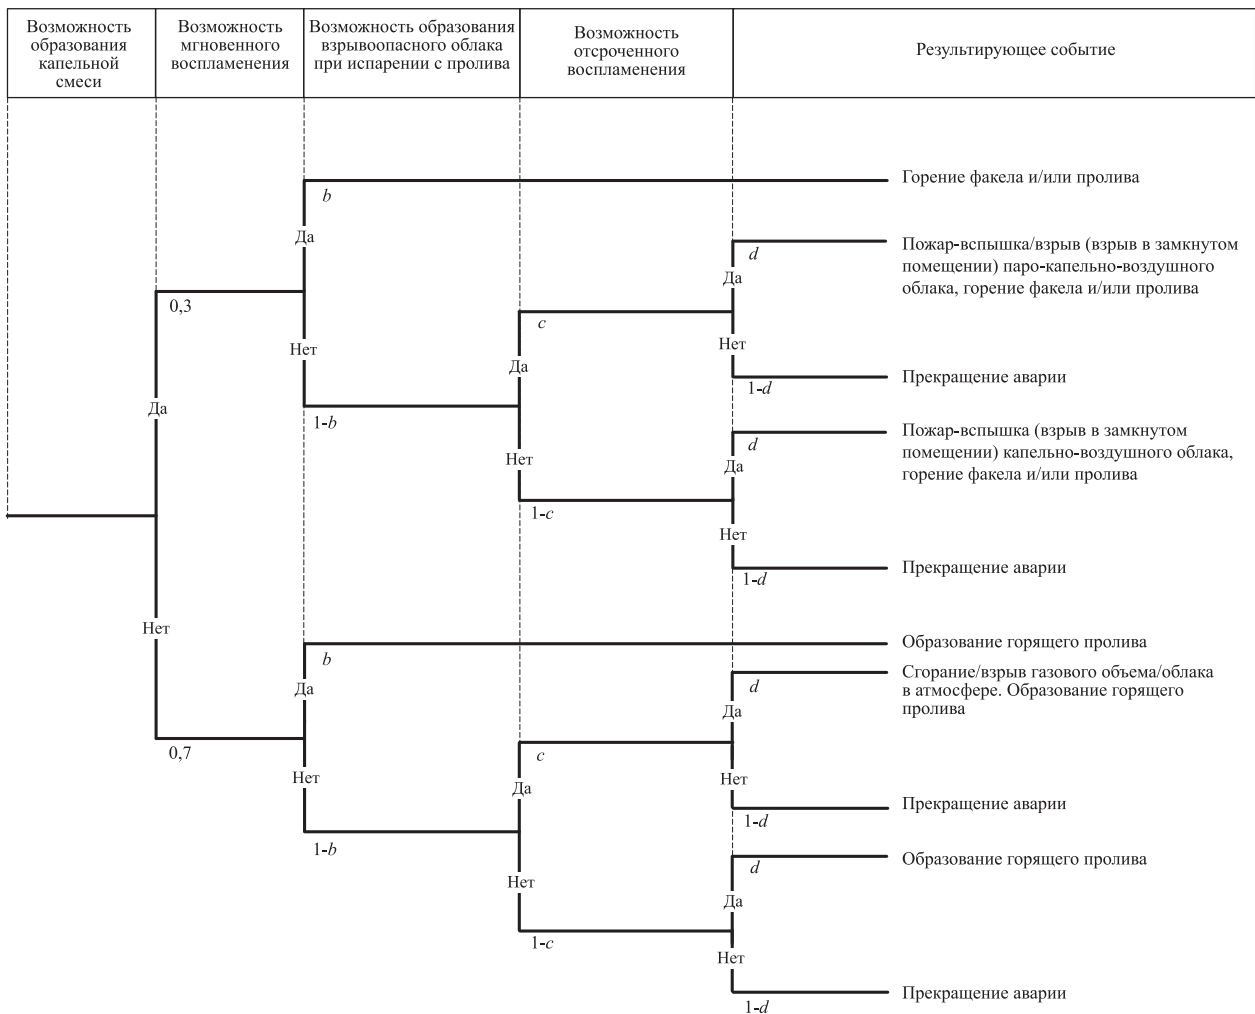 Возможность
образования
капельной
смеси
Возможность
мгновенного
воспламенения
Возможность образования
взрывоопасного облака
при испарении с пролива
Возможность
отсроченного
воспламенения
Результирующее событие
Горение факела и/или пролива
b
Да
Пожар-вспышка/взрыв (взрыв в замкнутом
помещении) паро-капельно-воздушного
облака, горение факела и/или пролива
d
Да
0,3
c
Нет
Нет
Да
Прекращение аварии
1-d
Да
1-b
Пожар-вспышка (взрыв в замкнутом
помещении) капельно-воздушного облака,
горение факела и/или пролива
d
Нет
Да
1-c
Нет
Прекращение аварии
1-d
Нет
Образование горящего пролива
b
Сгорание/взрыв газового объема/облака
в атмосфере. Образование горящего
пролива
d
Да
Да
0,7
c
Нет
Нет
Да
Прекращение аварии
1-d
1-b
Образование горящего пролива
d
Нет
Да
1-c
Нет
Прекращение аварии
1-d